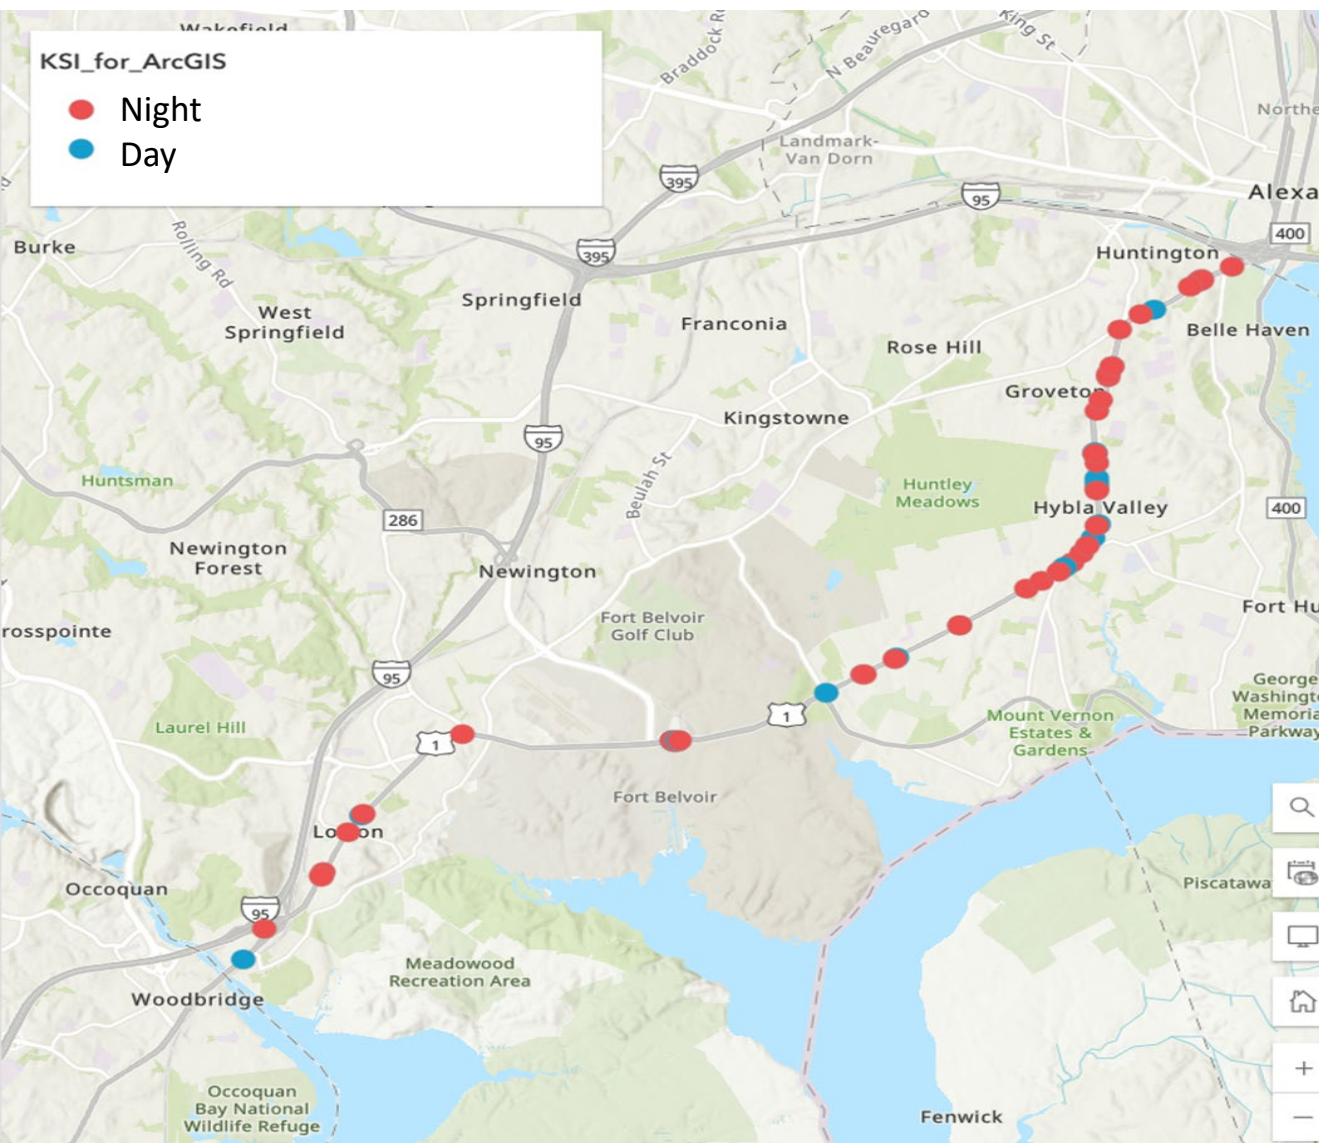 Wakefield
KSI_for_ArcGIS
Night
Day
Braddock
N Beauregard
King St
Landmark-
Van Dorn
395
95
Alexa
400
Burke
Rolling Rd
395
Huntington
Springfield
West
Springfield
Franconia
Rose Hill
Belle Haven
Kingstowne
95
Beulah St
Huntsman
286
Huntley
Meadows
Hybla Valley
400
Newington
Forest
Newington
rosspointe
Fort Belvoir
Golf Club
Fort Hu
95
Laurel Hill
1
1
Mount Vernon
Estates &
Gardens
George
Washingt
Memoria
Parkway
Fort Belvoir
Occoquan
95
Piscatawa
Meadowood
Recreation Area
Woodbridge
Occoquan
Bay National
Wildlife Refuge
Fenwick